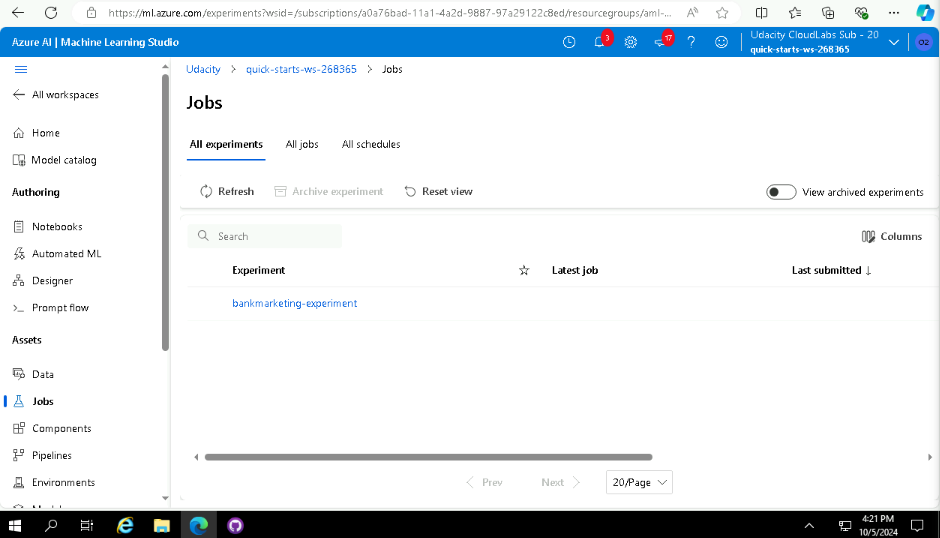 https://ml.azure.com/experiments?wsid=/subscriptions/a0a76bad-11a1-4a2d-9887-97a29122c8ed/resourcegroups/aml-...
Azure AI | Machine Learning Studio
3
17
Udacity CloudLabs Sub - 20
quick-starts-ws-268365
O2
All workspaces
Home
Model catalog
Authoring
Notebooks
Automated ML
Designer
Prompt flow
Assets
Data
Jobs
Components
Pipelines
Environments
Udacity > quick-starts-ws-268365 > Jobs
Jobs
All experiments All jobs All schedules
Refresh Archive experiment Reset view View archived experiments
Search Columns
Experiment Latest job Last submitted ↓
bankmarketing-experiment
Prev Next 20/Page
4:21 PM
10/5/2024